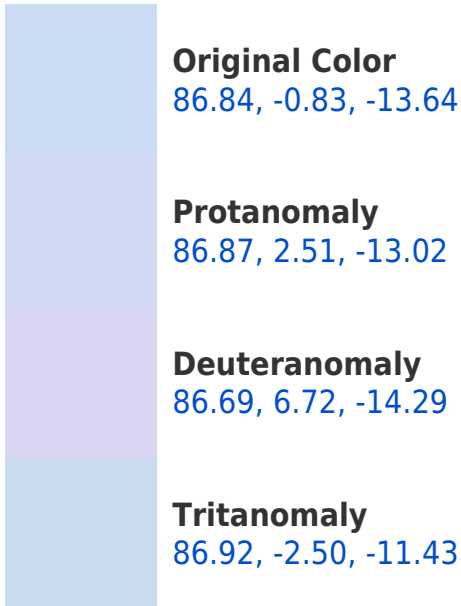 Original Color
86.84, -0.83, -13.64
Protanomaly
86.87, 2.51, -13.02
Deuteranomaly
86.69, 6.72, -14.29
Tritanomaly
86.92, -2.50, -11.43